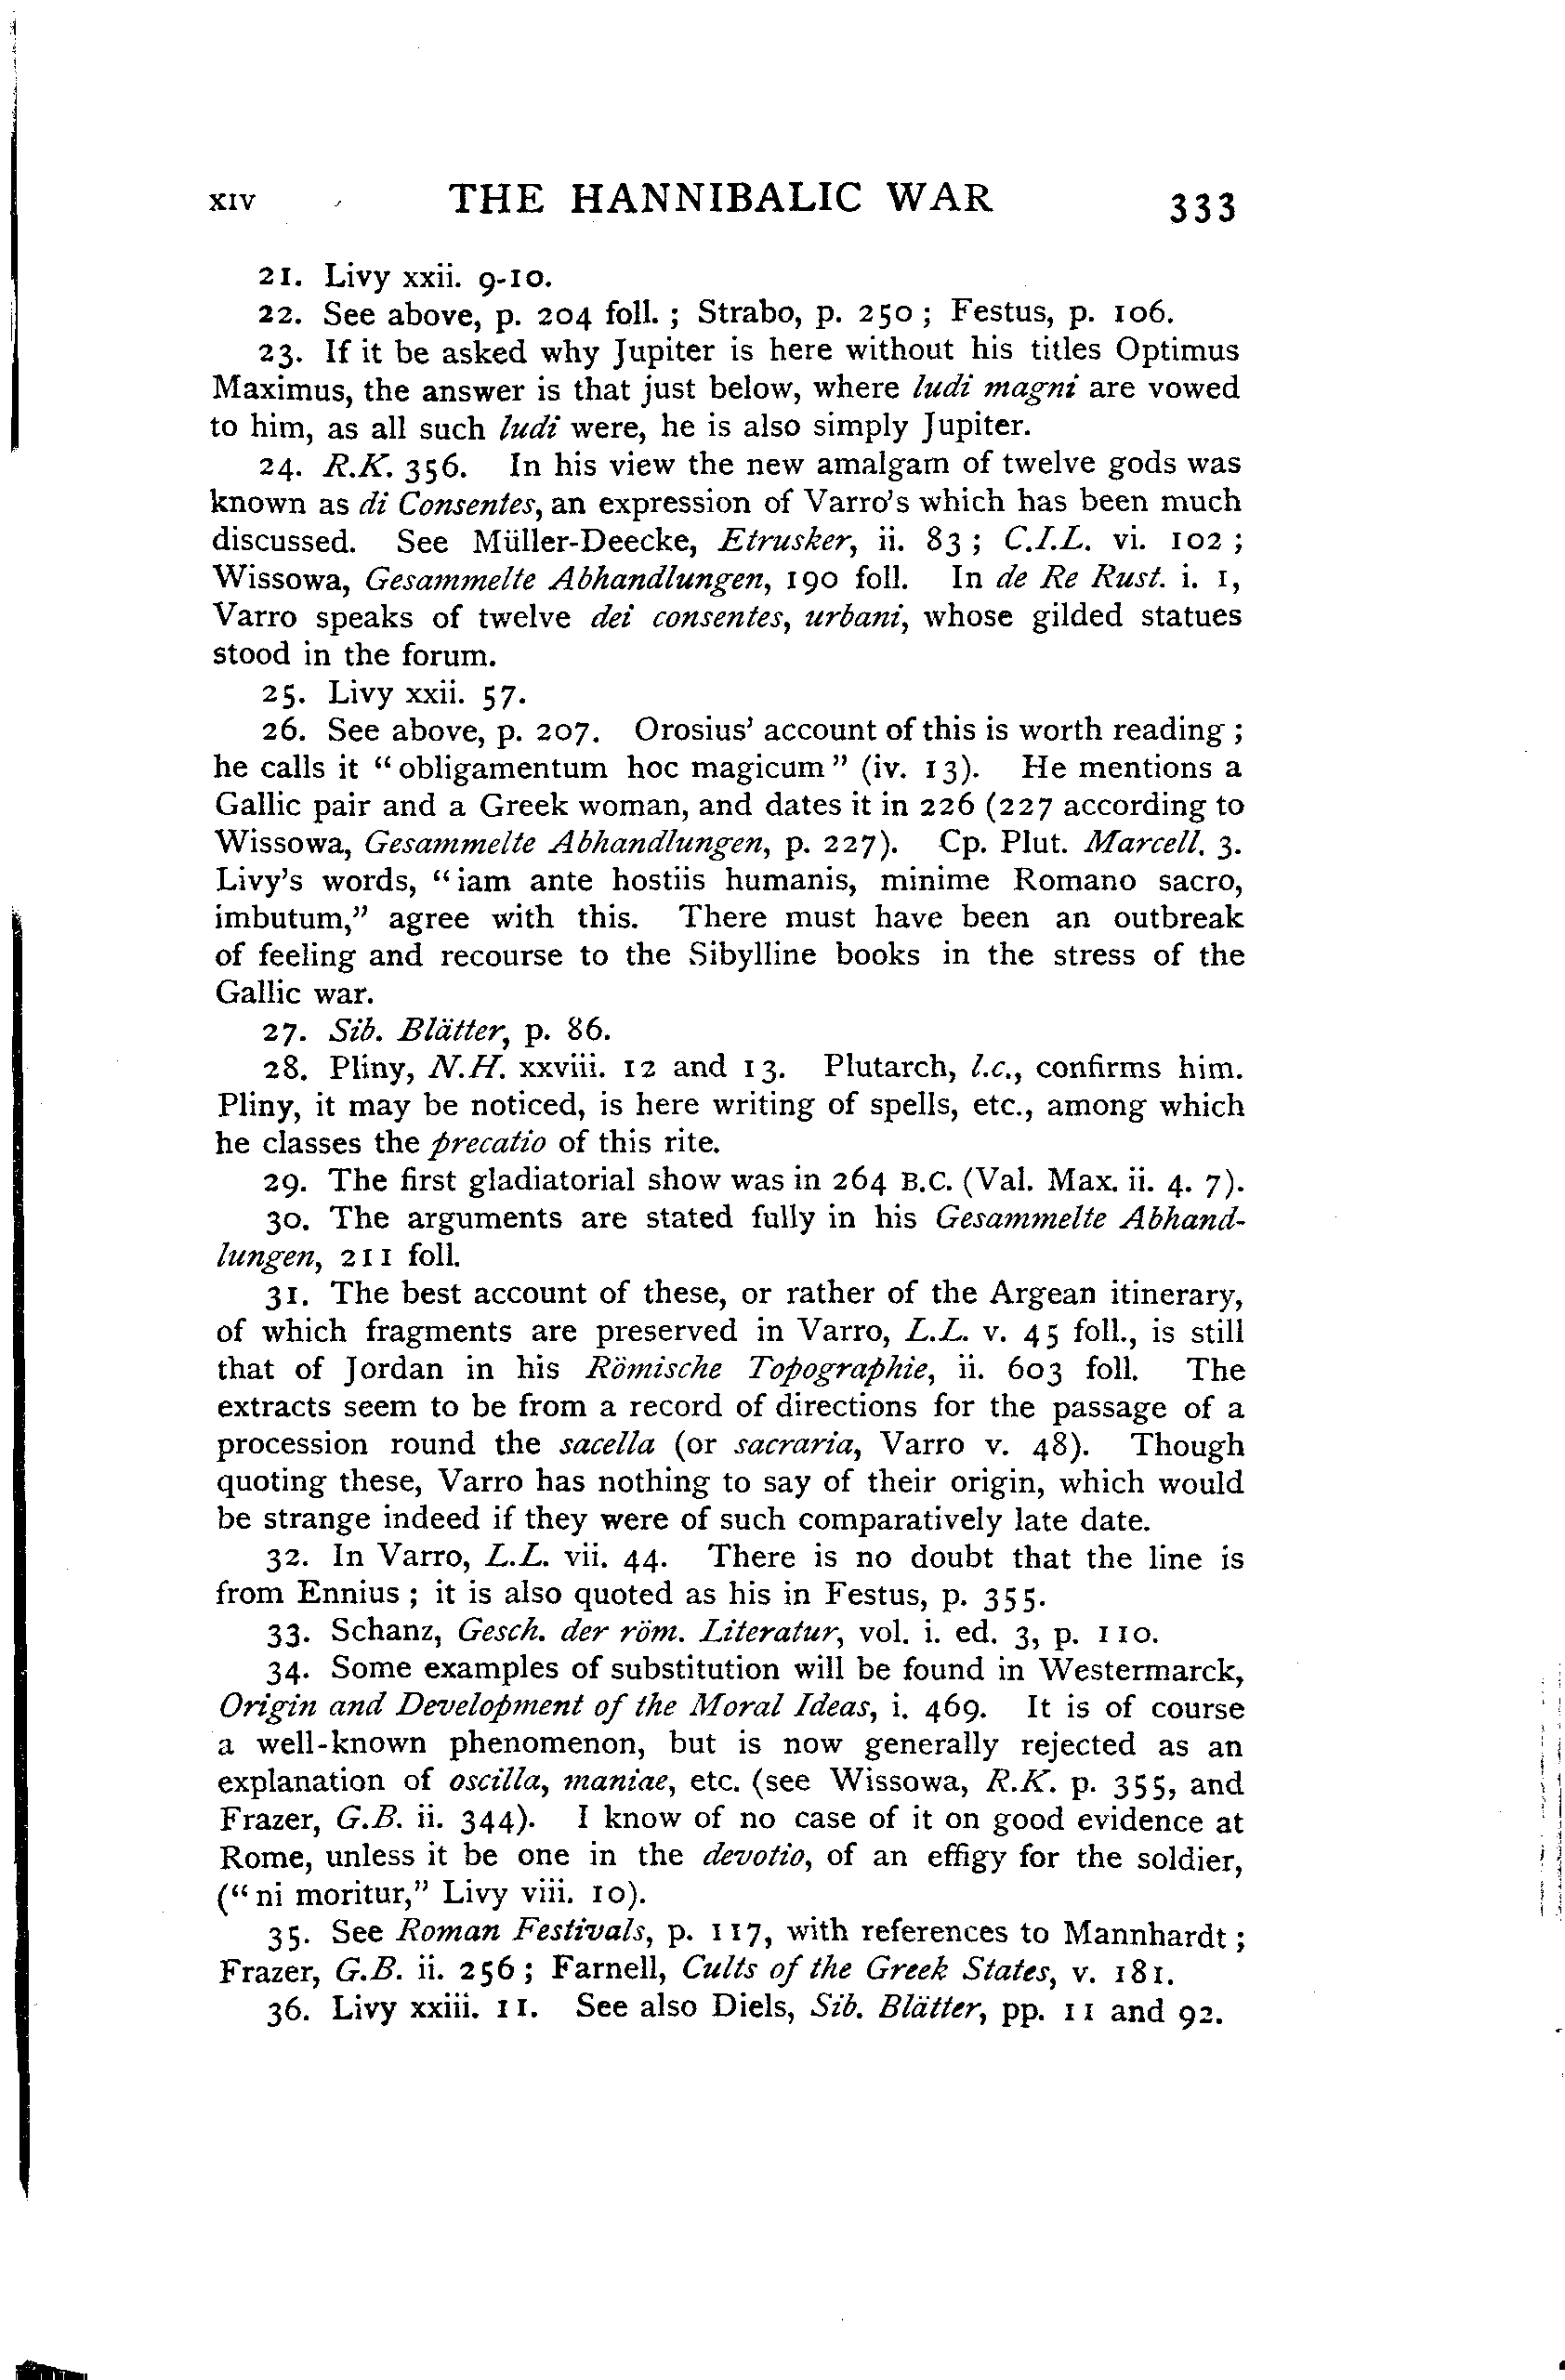 xiv THE HANNIBALIC WAR 333
21. Livy xxii. 9-10.
22. See above, p. 204 foll. ; Strabo, p. 250 ; Festus, p. 106.
23. If it be asked why Jupiter is here without his titles Optimus
Maximus, the answer is that just below, where ludi magni are vowed
to him, as all such ludi were, he is also simply Jupiter.
24. R.K. 356. In his view the new amalgam of twelve gods was
known as di Consentes, an expression of Varro's which has been much
discussed. See Müller-Deecke, Etrusker, ii. 83 ; C.I.L. vi. 102 ;
Wissowa, Gesammelte Abhandlungen, 190 foll. In de Re Rust. i. 1,
Varro speaks of twelve dei consentes, urbani, whose gilded statues
stood in the forum.
25. Livy xxii. 57.
26. See above, p. 207. Orosius' account of this is worth reading ;
he calls it "obligamentum hoc magicum" (iv. 13). He mentions a
Gallic pair and a Greek woman, and dates it in 226 (227 according to
Wissowa, Gesammelte Abhandlungen, p. 227). Cp. Plut. Marcell. 3.
Livy's words, "iam ante hostiis humanis, minime Romano sacro,
imbutum," agree with this. There must have been an outbreak
of feeling and recourse to the Sibylline books in the stress of the
Gallic war.
27. Sib. Blätter, p. 86.
28. Pliny, N.H. xxviii. 12 and 13. Plutarch, l.c., confirms him.
Pliny, it may be noticed, is here writing of spells, etc., among which
he classes the precatio of this rite.
29. The first gladiatorial show was in 264 B.C. (Val. Max. ii. 4. 7).
30. The arguments are stated fully in his Gesammelte Abhand-
lungen, 211 foll.
31. The best account of these, or rather of the Argean itinerary,
of which fragments are preserved in Varro, L.L. v. 45 foll., is still
that of Jordan in his Römische Topographie, ii. 603 foll. The
extracts seem to be from a record of directions for the passage of a
procession round the sacella (or sacraria, Varro v. 48). Though
quoting these, Varro has nothing to say of their origin, which would
be strange indeed if they were of such comparatively late date.
32. In Varro, L.L. vii. 44. There is no doubt that the line is
from Ennius ; it is also quoted as his in Festus, p. 355.
33. Schanz, Gesch. der röm. Literatur, vol. i. ed. 3, p. 110.
34. Some examples of substitution will be found in Westermarck,
Origin and Development of the Moral Ideas, i. 469. It is of course
a well-known phenomenon, but is now generally rejected as an
explanation of oscilla, maniae, etc. (see Wissowa, R.K. p. 355, and
Frazer, G.B. ii. 344). I know of no case of it on good evidence at
Rome, unless it be one in the devotio, of an effigy for the soldier,
("ni moritur," Livy viii. 10).
35. See Roman Festivals, p. 117, with references to Mannhardt ;
Frazer, G.B. ii. 256 ; Farnell, Cults of the Greek States, v. 181.
36. Livy xxiii. 11. See also Diels, Sib. Blätter, pp. 11 and 92.